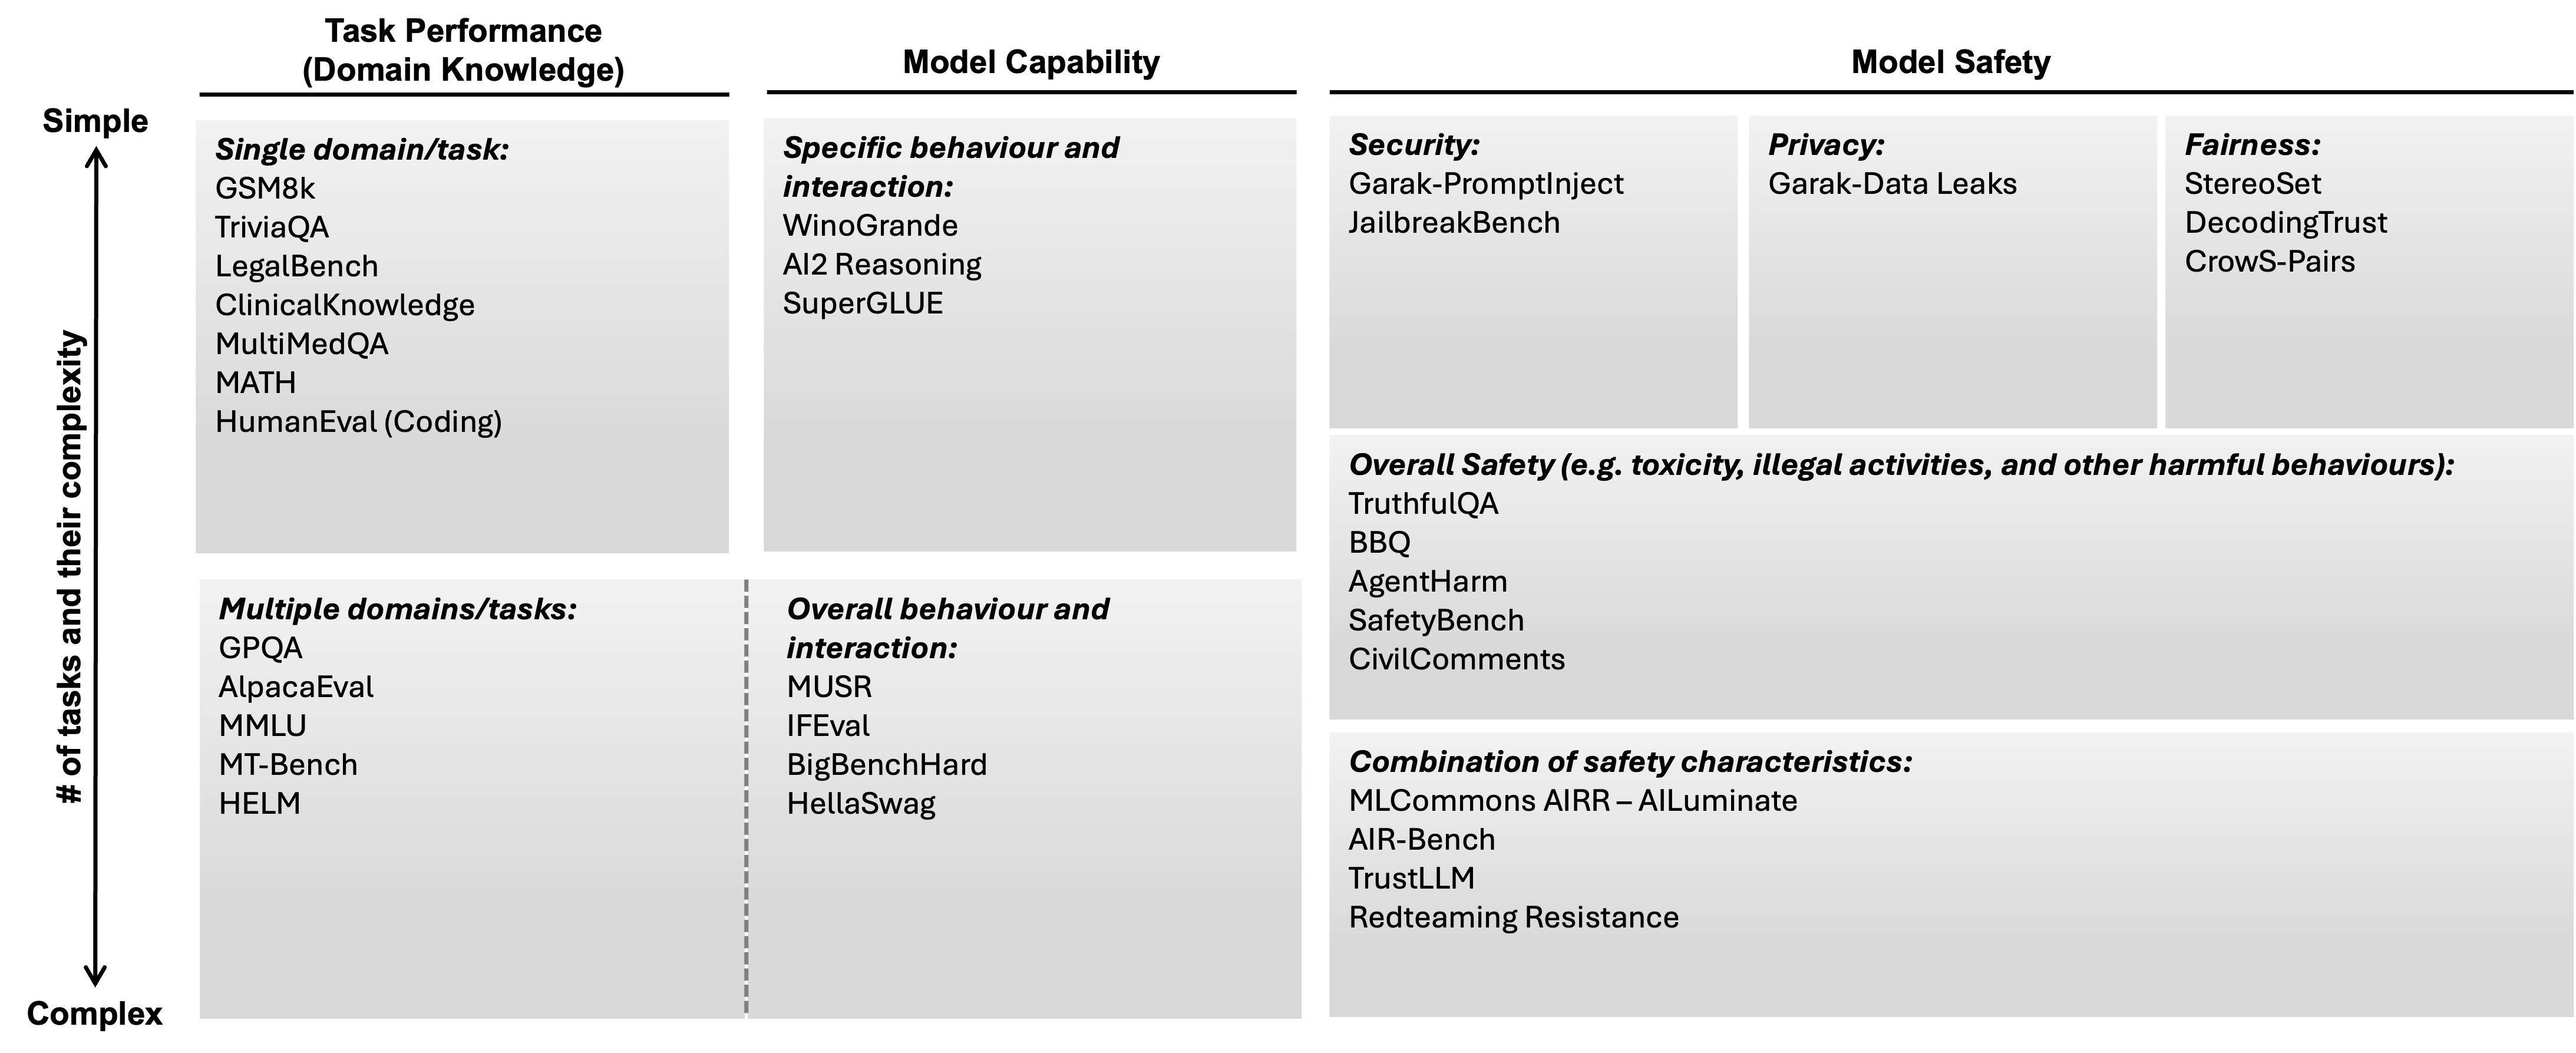 Task Performance
(Domain Knowledge)
Model Capability
Model Safety
Simple
# of tasks and their complexity
Complex
Single domain/task:
GSM8k
TriviaQA
LegalBench
ClinicalKnowledge
MultiMedQA
MATH
HumanEval (Coding)
Specific behaviour and
interaction:
WinoGrande
AI2 Reasoning
SuperGLUE
Security:
Garak-PromptInject
JailbreakBench
Privacy:
Garak-Data Leaks
Fairness:
StereoSet
DecodingTrust
CrowS-Pairs
Overall Safety (e.g. toxicity, illegal activities, and other harmful behaviours):
TruthfulQA
BBQ
AgentHarm
SafetyBench
CivilComments
Multiple domains/tasks:
GPQA
AlpacaEval
MMLU
MT-Bench
HELM
Overall behaviour and
interaction:
MUSR
IFEval
BigBenchHard
HellaSwag
Combination of safety characteristics:
MLCommons AIRR – AILuminate
AIR-Bench
TrustLLM
Redteaming Resistance